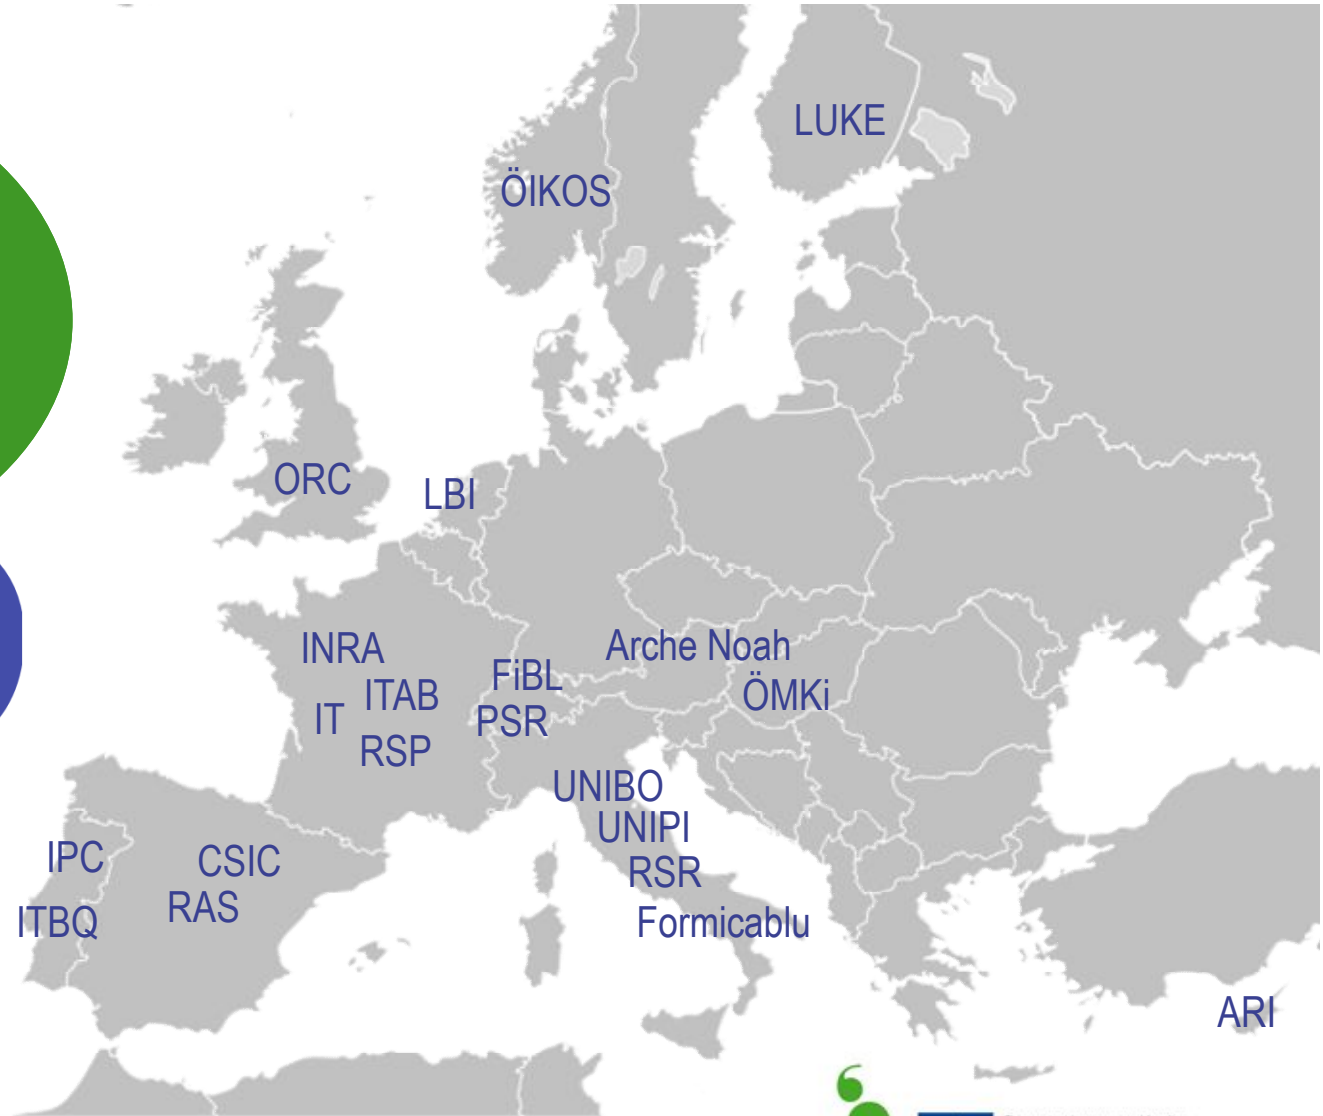 LUKE
ÖIKOS
ORC
LBI
INRA
Arche Noah
FiBL
ITAB
ÖMKi
IT
PSR
RSP
UNIBO
UNIPI
IPC
CSIC
RSR
RAS
ITBQ
Formicablu
ARI